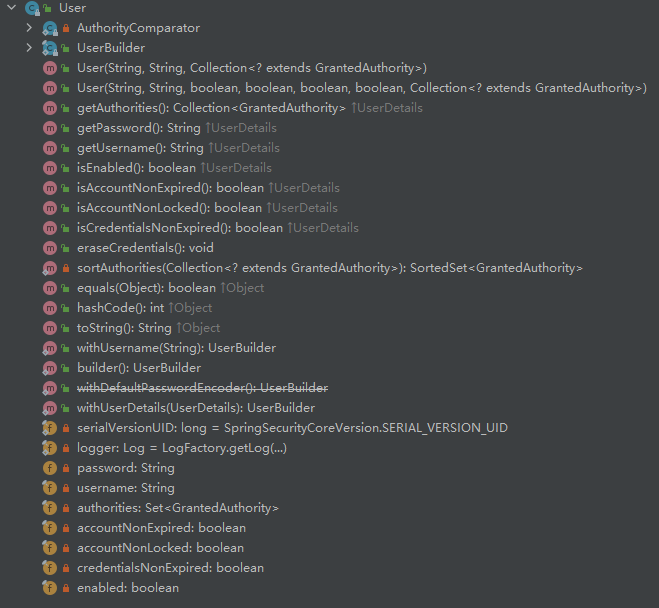 User
AuthorityComparator
UserBuilder
User(String, String, Collection<? extends GrantedAuthority>)
User(String, String, boolean, boolean, boolean, boolean, Collection<? extends GrantedAuthority>)
getAuthorities(): Collection<GrantedAuthority> ↑UserDetails
getPassword(): String ↑UserDetails
getUsername(): String ↑UserDetails
isEnabled(): boolean ↑UserDetails
isAccountNonExpired(): boolean ↑UserDetails
isAccountNonLocked(): boolean ↑UserDetails
isCredentialsNonExpired(): boolean ↑UserDetails
eraseCredentials(): void
sortAuthorities(Collection<? extends GrantedAuthority>): SortedSet<GrantedAuthority>
equals(Object): boolean ↑Object
hashCode(): int ↑Object
toString(): String ↑Object
withUsername(String): UserBuilder
builder(): UserBuilder
withDefaultPasswordEncoder(): UserBuilder
withUserDetails(UserDetails): UserBuilder
serialVersionUID: long = SpringSecurityCoreVersion.SERIAL_VERSION_UID
logger: Log = LogFactory.getLog(...)
password: String
username: String
authorities: Set<GrantedAuthority>
accountNonExpired: boolean
accountNonLocked: boolean
credentialsNonExpired: boolean
enabled: boolean